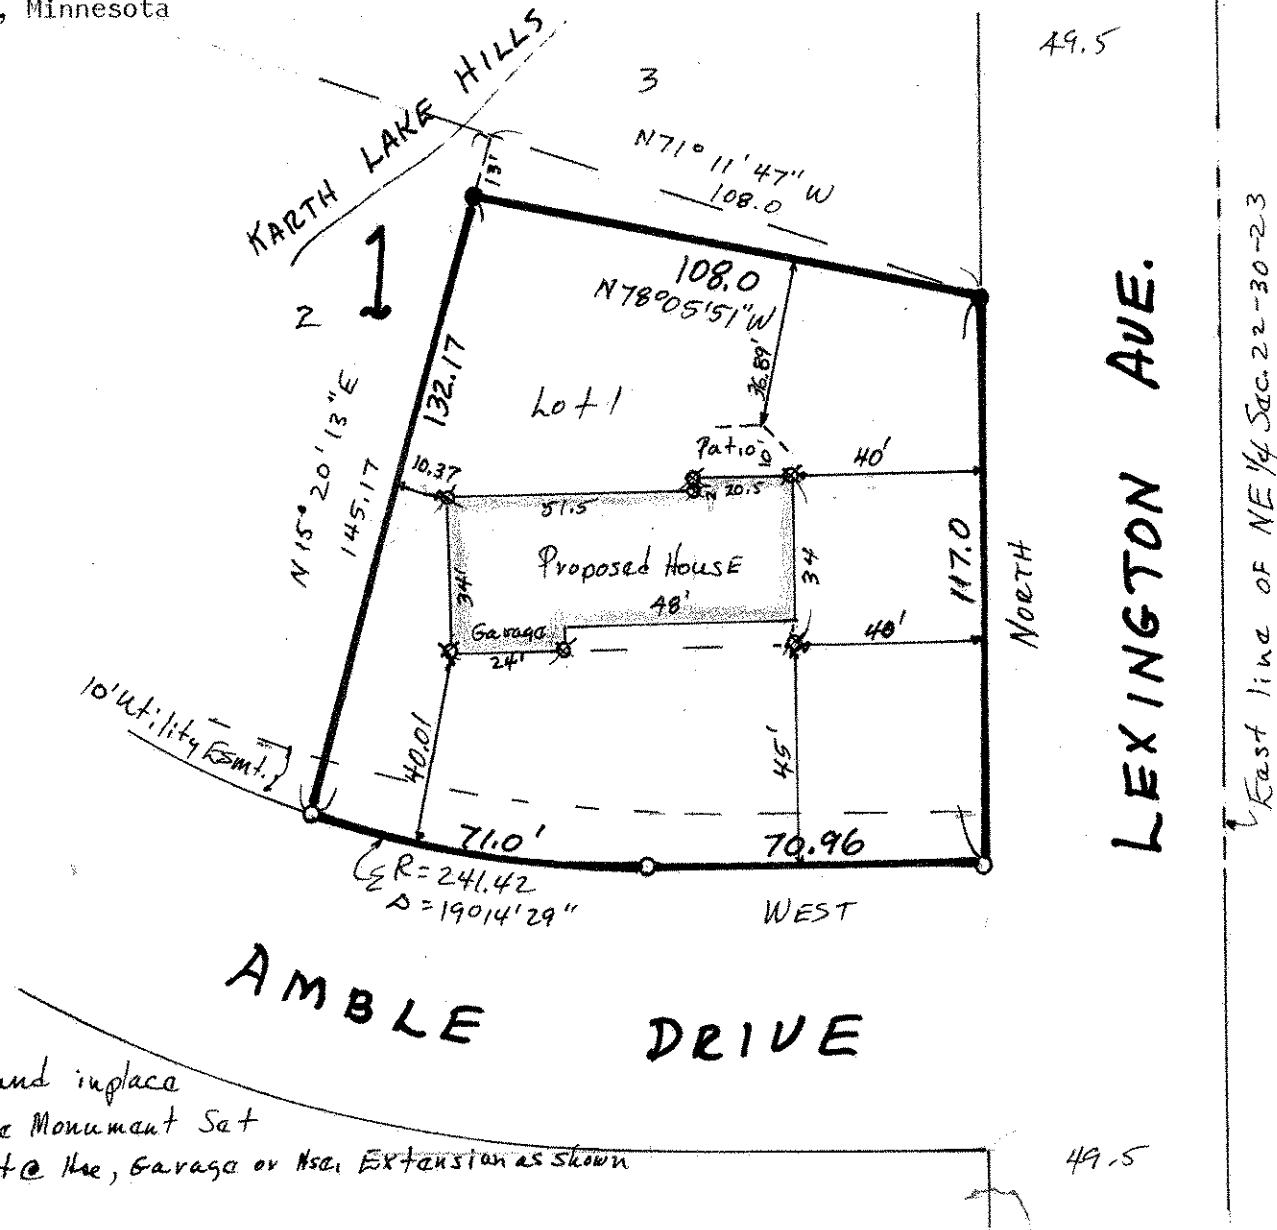 , Minnesota
49.5
KARTH LAKE HILLS
3
N71° 11' 47" W
108.0
13'
1
2
108.0
N78°05'51"W
132.17
N 15° 20' 13" E
145.17
36.89'
Lot 1
Patio
10'
40'
10.37
51.5
2
20.5
Proposed House
34'
34
48'
Garage
24'
40'
117.0
NORTH
LEXINGTON AVE.
East line of NE 1/4 Sec. 22-30-23
10' Utility Esmt.
40.01
45'
71.0'
70.96
R = 241.42
Δ = 19°14'29"
WEST
AMBLE DRIVE
und inplace
e Monument Set
t @ Hse, Garage or Hse. Extension as shown
49.5